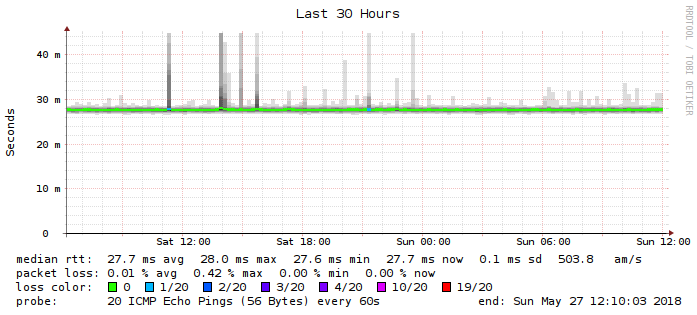 Last 30 Hours
RRDTOOL / TOBI OETIKER
Seconds
40 m
30 m
20 m
10 m
0
Sat 12:00 Sat 18:00 Sun 00:00 Sun 06:00 Sun 12:00
median rtt: 27.7 ms avg 28.0 ms max 27.6 ms min 27.7 ms now 0.1 ms sd 503.8 am/s
packet loss: 0.01 % avg 0.42 % max 0.00 % min 0.00 % now
loss color: 0 1/20 2/20 3/20 4/20 10/20 19/20
probe: 20 ICMP Echo Pings (56 Bytes) every 60s end: Sun May 27 12:10:03 2018